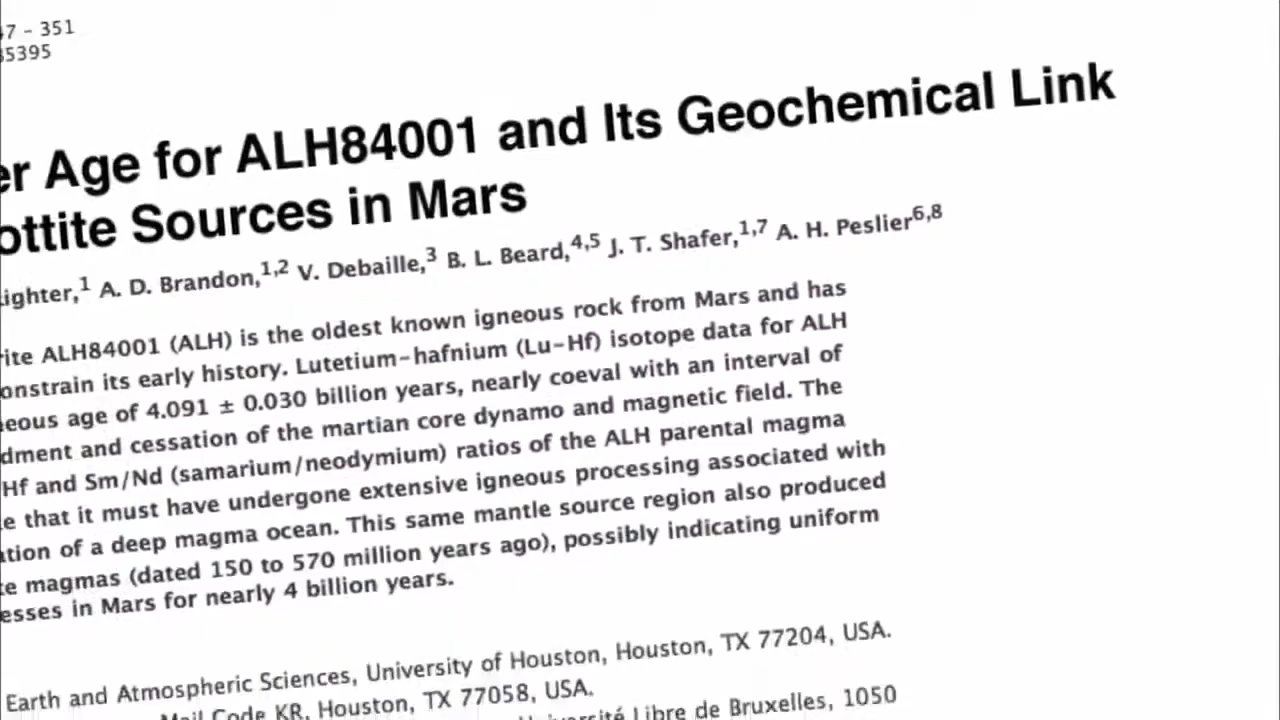 47 – 351
35395
er Age for ALH84001 and Its Geochemical Link
ottite Sources in Mars
ighter,1 A. D. Brandon,1,2 V. Debaille,3 B. L. Beard,4,5 J. T. Shafer,1,7 A. H. Peslier6,8
rite ALH84001 (ALH) is the oldest known igneous rock from Mars and has
onstrain its early history. Lutetium–hafnium (Lu–Hf) isotope data for ALH
eous age of 4.091 ± 0.030 billion years, nearly coeval with an interval of
dment and cessation of the martian core dynamo and magnetic field. The
Hf and Sm/Nd (samarium/neodymium) ratios of the ALH parental magma
e that it must have undergone extensive igneous processing associated with
ation of a deep magma ocean. This same mantle source region also produced
te magmas (dated 150 to 570 million years ago), possibly indicating uniform
esses in Mars for nearly 4 billion years.
Earth and Atmospheric Sciences, University of Houston, Houston, TX 77204, USA.
Mail Code KR, Houston, TX 77058, USA.
Université Libre de Bruxelles, 1050